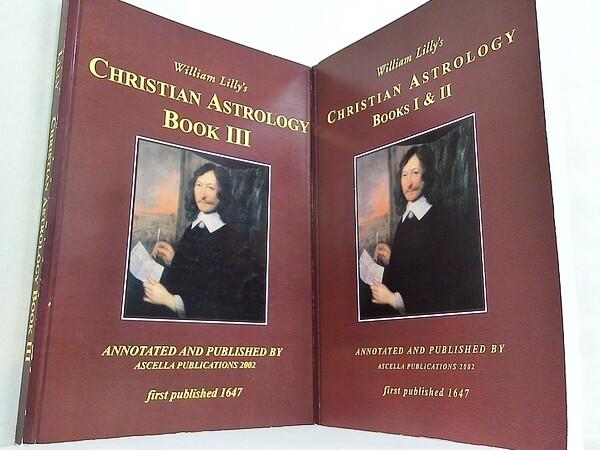 LILLY CHRISTIAN ASTROLOGY BOOK III
William Lilly's
CHRISTIAN ASTROLOGY
BOOK III
ANNOTATED AND PUBLISHED BY
ASCELLA PUBLICATIONS 2002
first published 1647
William Lilly's
CHRISTIAN ASTROLOGY
BOOKS I & II
ANNOTATED AND PUBLISHED BY
ASCELLA PUBLICATIONS 2002
first published 1647